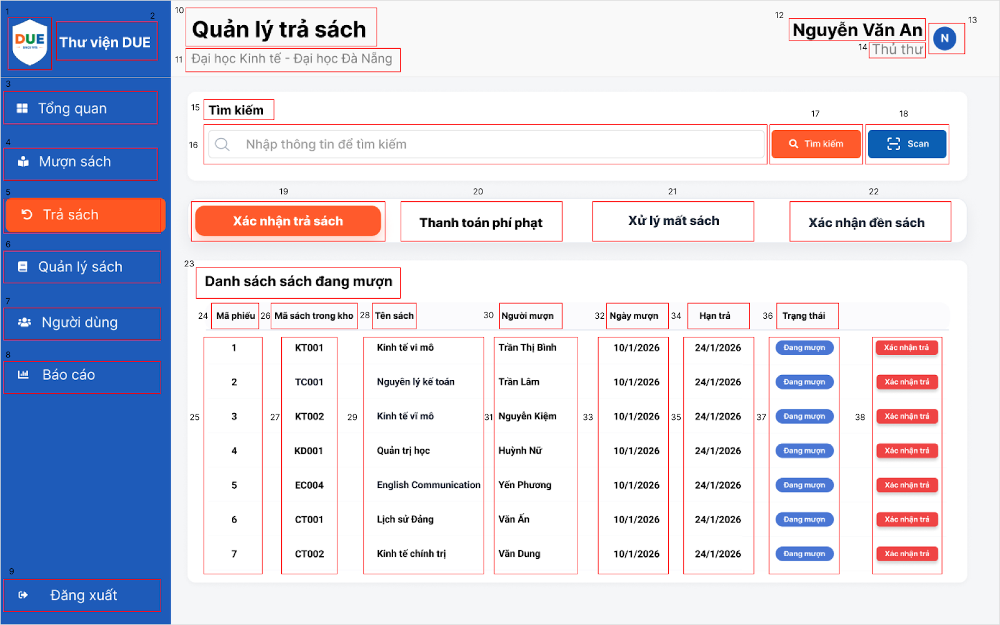 1
2
DUE
SINCE 1975
Thư viện DUE
3
Tổng quan
4
Mượn sách
5
Trả sách
6
Quản lý sách
7
Người dùng
8
Báo cáo
9
Đăng xuất
10
Quản lý trả sách
11
Đại học Kinh tế - Đại học Đà Nẵng
12
Nguyễn Văn An
13
N
14
Thủ thư
15
Tìm kiếm
16
Nhập thông tin để tìm kiếm
17
Tìm kiếm
18
Scan
19
20
21
22
Xác nhận trả sách
Thanh toán phí phạt
Xử lý mất sách
Xác nhận đền sách
23
Danh sách sách đang mượn
24 Mã phiếu 26 Mã sách trong kho 28 Tên sách 30 Người mượn 32 Ngày mượn 34 Hạn trả 36 Trạng thái
1 KT001 Kinh tế vi mô Trần Thị Bình 10/1/2026 24/1/2026 Đang mượn Xác nhận trả
2 TC001 Nguyên lý kế toán Trần Lâm 10/1/2026 24/1/2026 Đang mượn Xác nhận trả
25 3 27 KT002 29 Kinh tế vĩ mô 31 Nguyễn Kiệm 33 10/1/2026 35 24/1/2026 37 Đang mượn 38 Xác nhận trả
4 KD001 Quản trị học Huỳnh Nữ 10/1/2026 24/1/2026 Đang mượn Xác nhận trả
5 EC004 English Communication Yến Phương 10/1/2026 24/1/2026 Đang mượn Xác nhận trả
6 CT001 Lịch sử Đảng Văn Ấn 10/1/2026 24/1/2026 Đang mượn Xác nhận trả
7 CT002 Kinh tế chính trị Văn Dung 10/1/2026 24/1/2026 Đang mượn Xác nhận trả